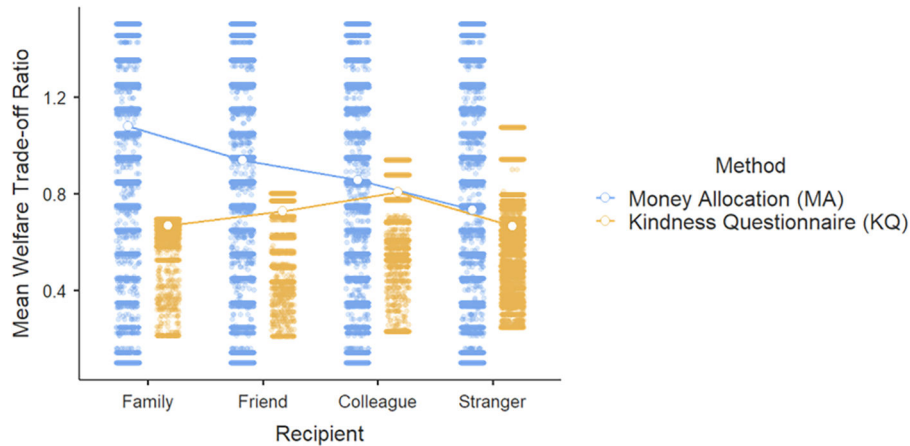 Mean Welfare Trade-off Ratio
1.2
0.8
0.4
Family Friend Colleague Stranger
Recipient
Method
Money Allocation (MA)
Kindness Questionnaire (KQ)